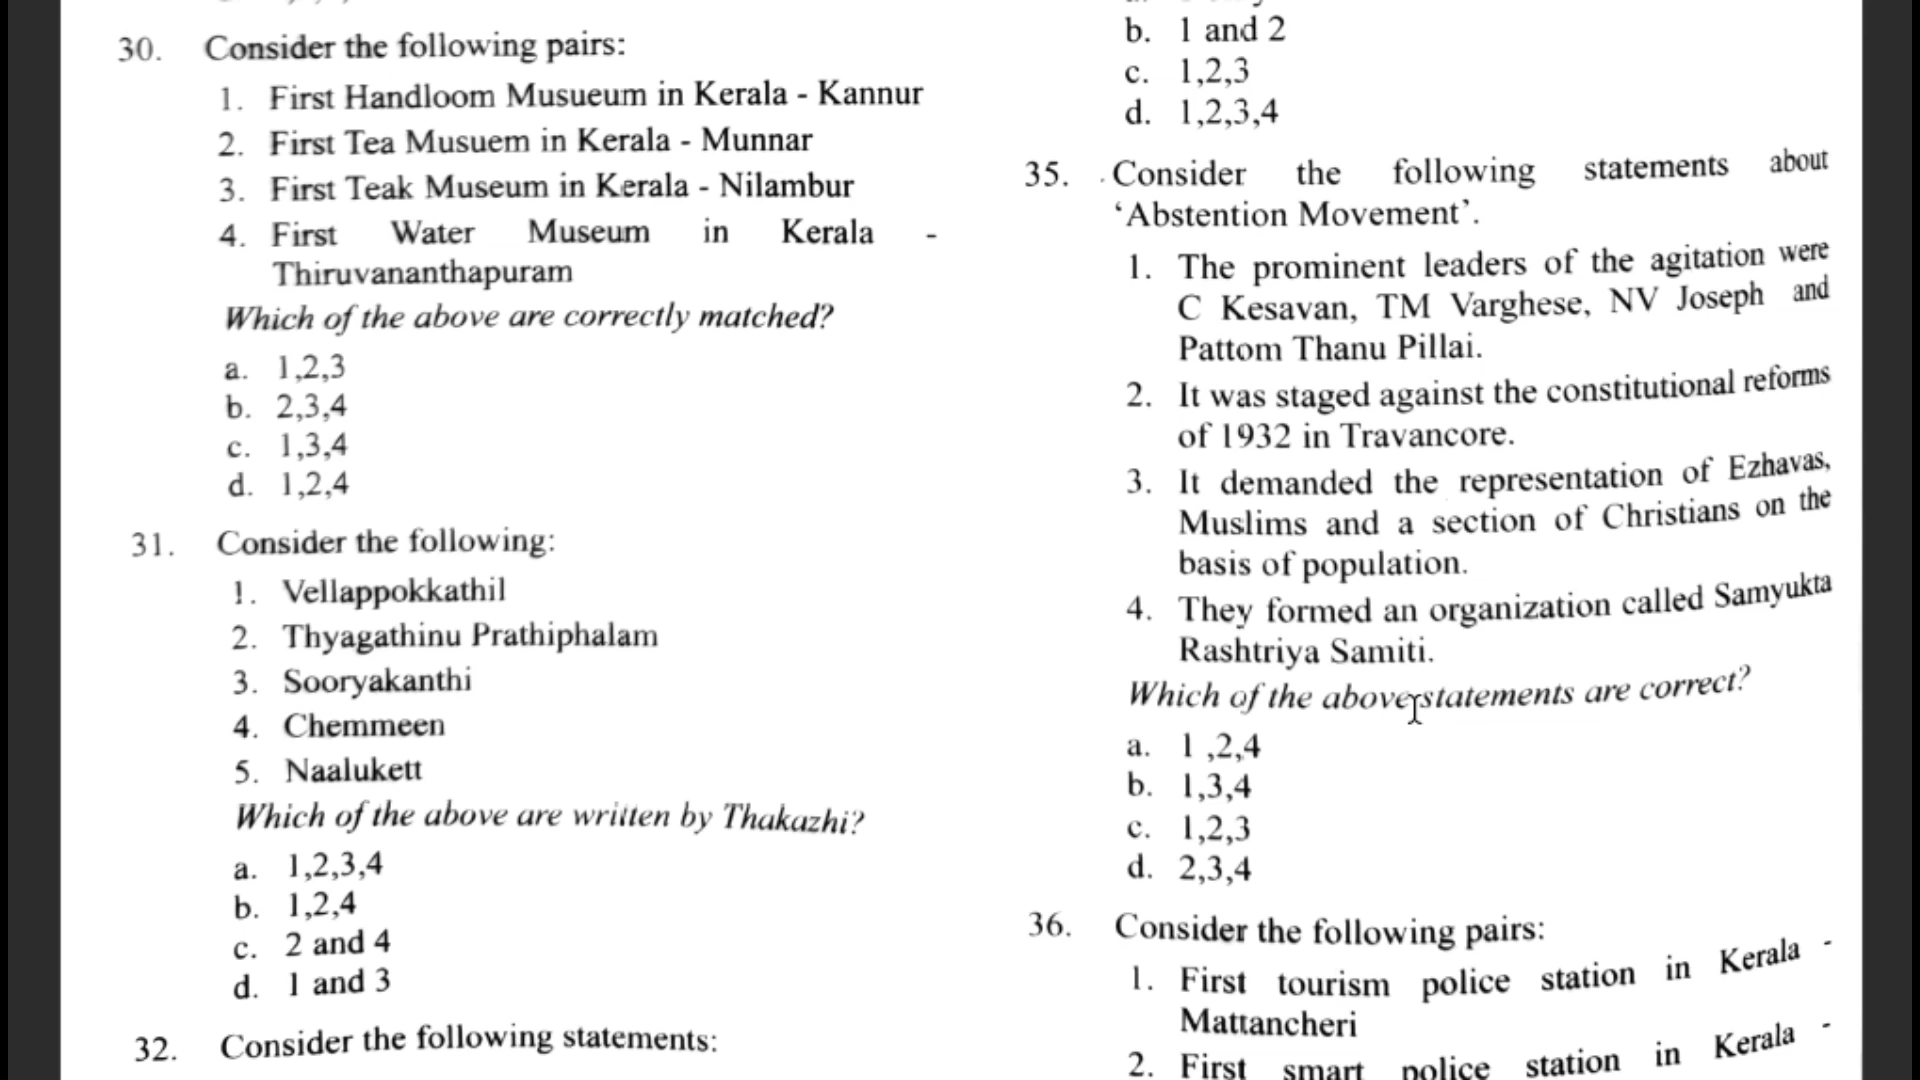 30. Consider the following pairs:
1. First Handloom Musueum in Kerala - Kannur
2. First Tea Musuem in Kerala - Munnar
3. First Teak Museum in Kerala - Nilambur
4. First Water Museum in Kerala -
Thiruvananthapuram
Which of the above are correctly matched?
a. 1,2,3
b. 2,3,4
c. 1,3,4
d. 1,2,4
31. Consider the following:
1. Vellappokkathil
2. Thyagathinu Prathiphalam
3. Sooryakanthi
4. Chemmeen
5. Naalukett
Which of the above are written by Thakazhi?
a. 1,2,3,4
b. 1,2,4
c. 2 and 4
d. 1 and 3
32. Consider the following statements:
b. 1 and 2
c. 1,2,3
d. 1,2,3,4
35. Consider the following statements about
‘Abstention Movement’.
1. The prominent leaders of the agitation were
C Kesavan, TM Varghese, NV Joseph and
Pattom Thanu Pillai.
2. It was staged against the constitutional reforms
of 1932 in Travancore.
3. It demanded the representation of Ezhavas,
Muslims and a section of Christians on the
basis of population.
4. They formed an organization called Samyukta
Rashtriya Samiti.
Which of the above statements are correct?
a. 1 ,2,4
b. 1,3,4
c. 1,2,3
d. 2,3,4
36. Consider the following pairs:
1. First tourism police station in Kerala -
Mattancheri
2. First smart police station in Kerala -